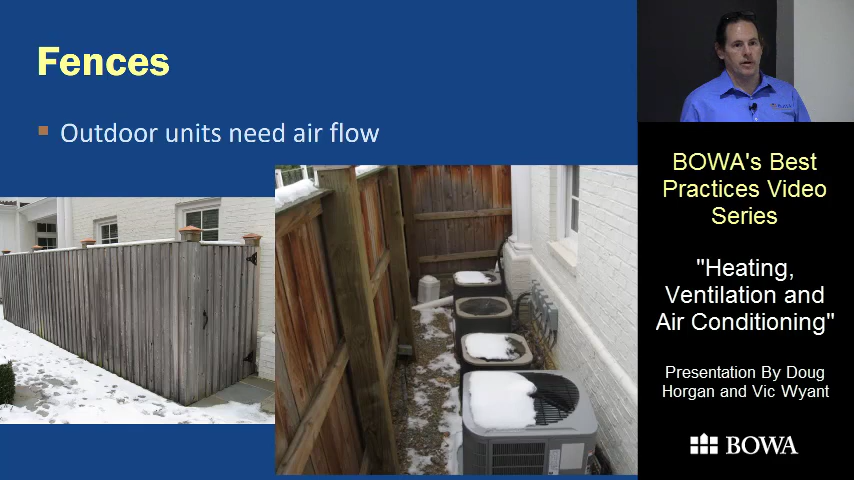 Fences
Outdoor units need air flow
BOWA's Best
Practices Video
Series
"Heating,
Ventilation and
Air Conditioning"
Presentation By Doug
Horgan and Vic Wyant
BOWA